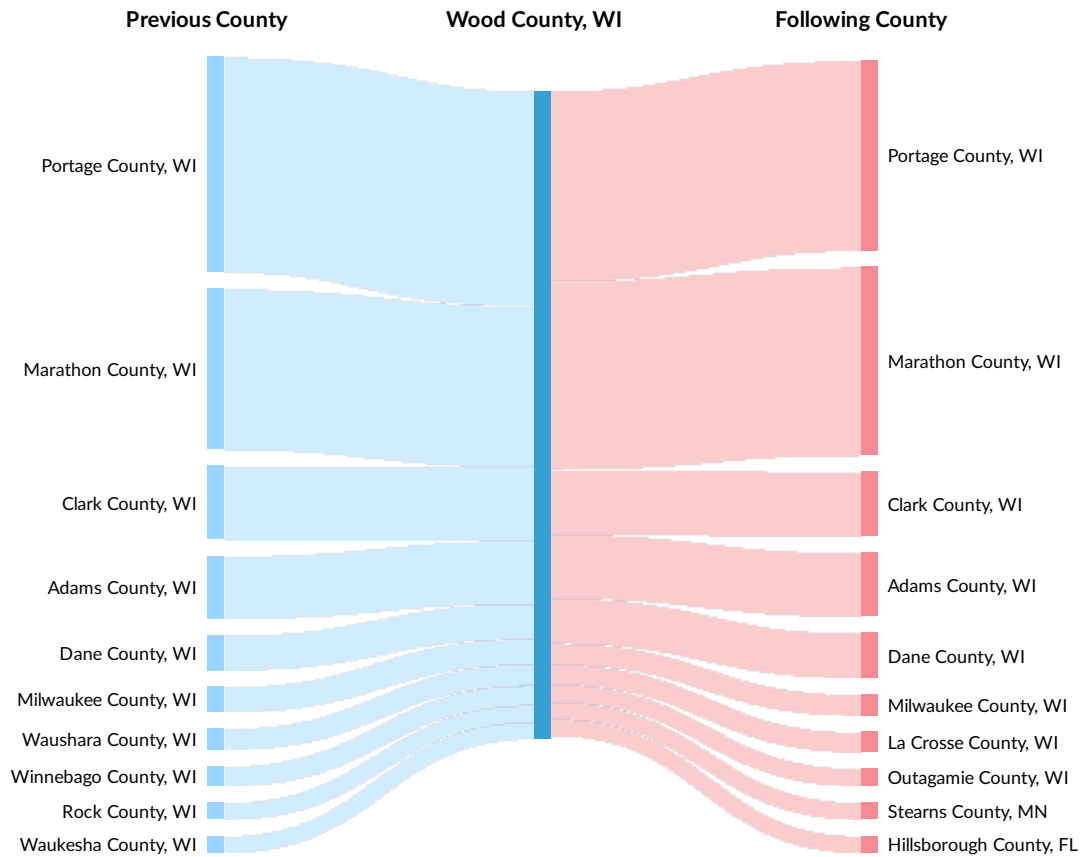 Previous County
Wood County, WI
Following County
Portage County, WI
Marathon County, WI
Clark County, WI
Adams County, WI
Dane County, WI
Milwaukee County, WI
Waushara County, WI
Winnebago County, WI
Rock County, WI
Waukesha County, WI
Portage County, WI
Marathon County, WI
Clark County, WI
Adams County, WI
Dane County, WI
Milwaukee County, WI
La Crosse County, WI
Outagamie County, WI
Stearns County, MN
Hillsborough County, FL